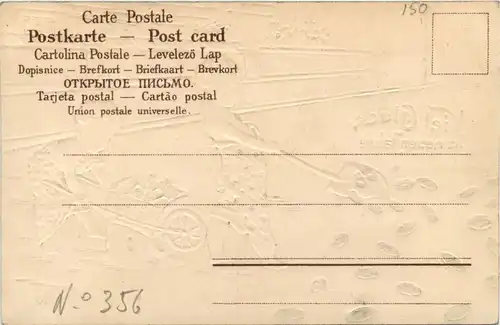 150
Carte Postale
Postkarte — Post card
Cartolina Postale — Levelező Lap
Dopisnice — Brefkort — Briefkaart — Brevkort
ОТКРЫТОЕ ПИСЬМО.
Tarjeta postal — Cartão postal
Union postale universelle.
No 356